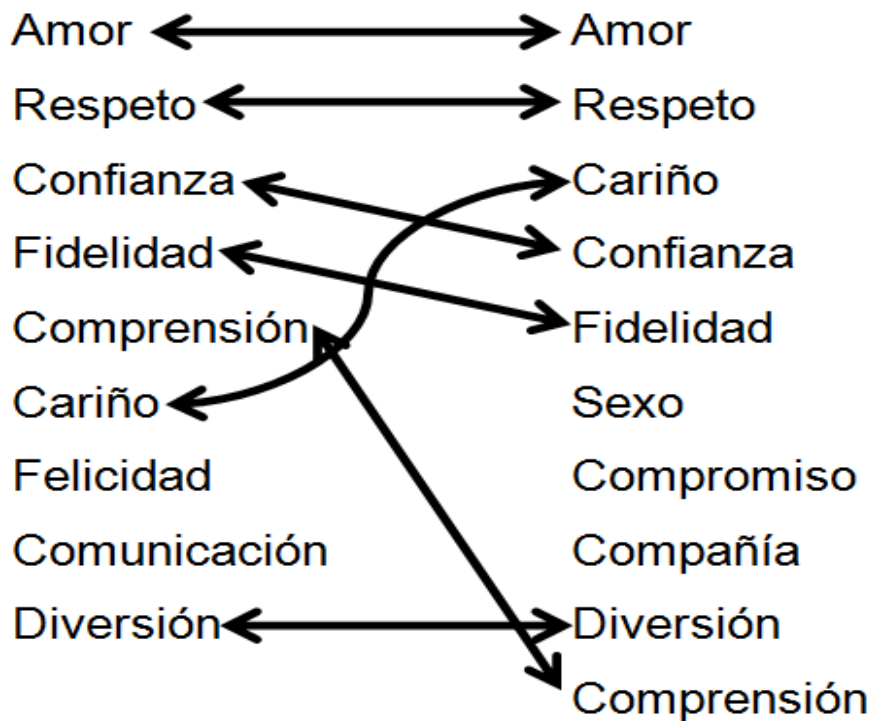 Amor Amor
Respeto Respeto
Confianza Cariño
Fidelidad Confianza
Comprensión Fidelidad
Cariño Sexo
Felicidad Compromiso
Comunicación Compañía
Diversión Diversión
Comprensión